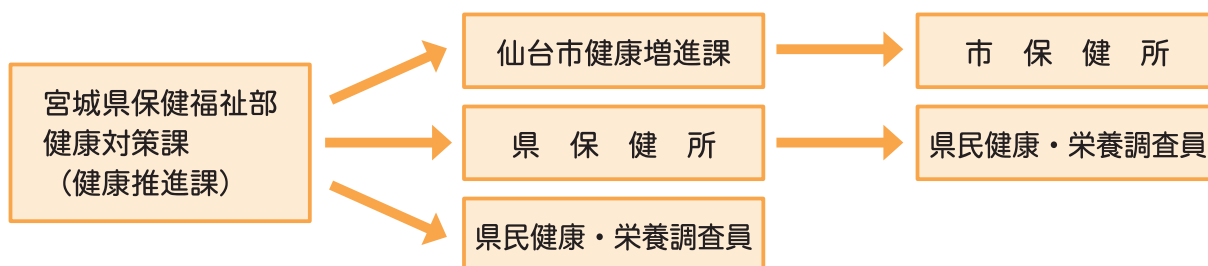 宮城県保健福祉部
健康対策課
（健康推進課）
仙台市健康増進課
市　保　健　所
県　保　健　所
県民健康・栄養調査員
県民健康・栄養調査員